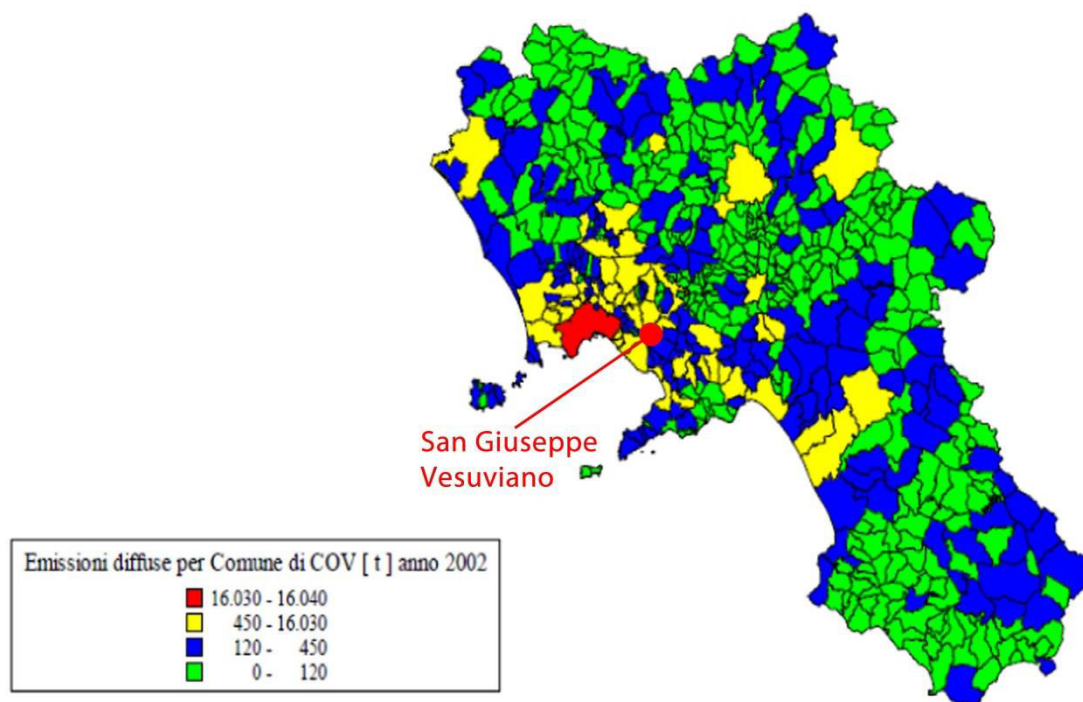 San Giuseppe
Vesuviano
Emissioni diffuse per Comune di COV [ t ] anno 2002
16.030 - 16.040
450 - 16.030
120 - 450
0 - 120